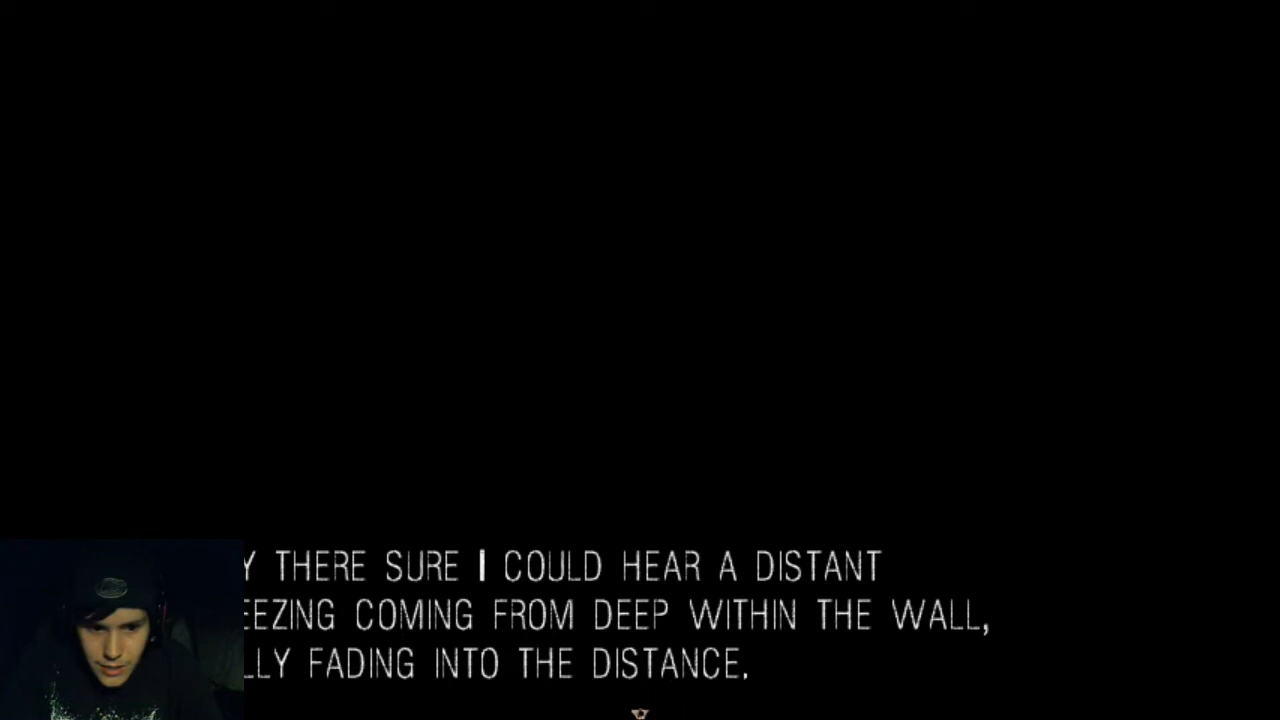 Y THERE SURE I COULD HEAR A DISTANT
EEZING COMING FROM DEEP WITHIN THE WALL,
LLY FADING INTO THE DISTANCE.